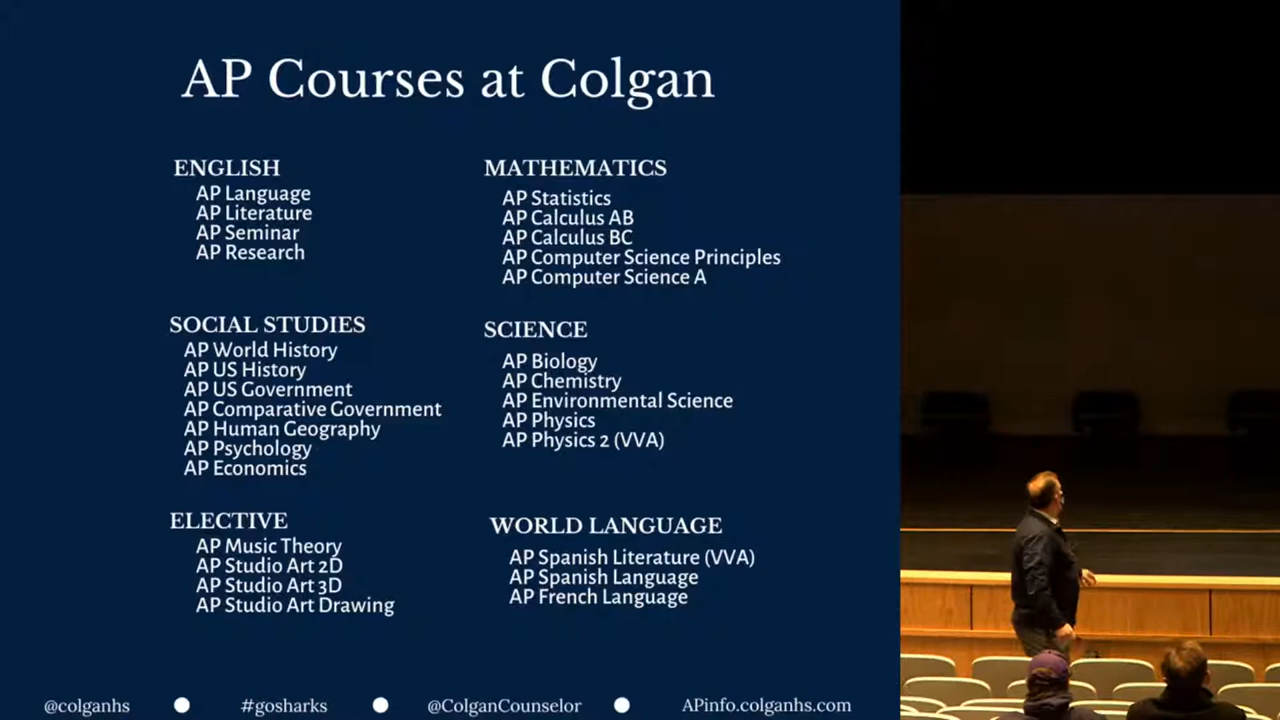 AP Courses at Colgan
ENGLISH
AP Language
AP Literature
AP Seminar
AP Research
MATHEMATICS
AP Statistics
AP Calculus AB
AP Calculus BC
AP Computer Science Principles
AP Computer Science A
SOCIAL STUDIES
AP World History
AP US History
AP US Government
AP Comparative Government
AP Human Geography
AP Psychology
AP Economics
SCIENCE
AP Biology
AP Chemistry
AP Environmental Science
AP Physics
AP Physics 2 (VVA)
ELECTIVE
AP Music Theory
AP Studio Art 2D
AP Studio Art 3D
AP Studio Art Drawing
WORLD LANGUAGE
AP Spanish Literature (VVA)
AP Spanish Language
AP French Language
@colganhs ● #gosharks ● @ColganCounselor ● APinfo.colganhs.com